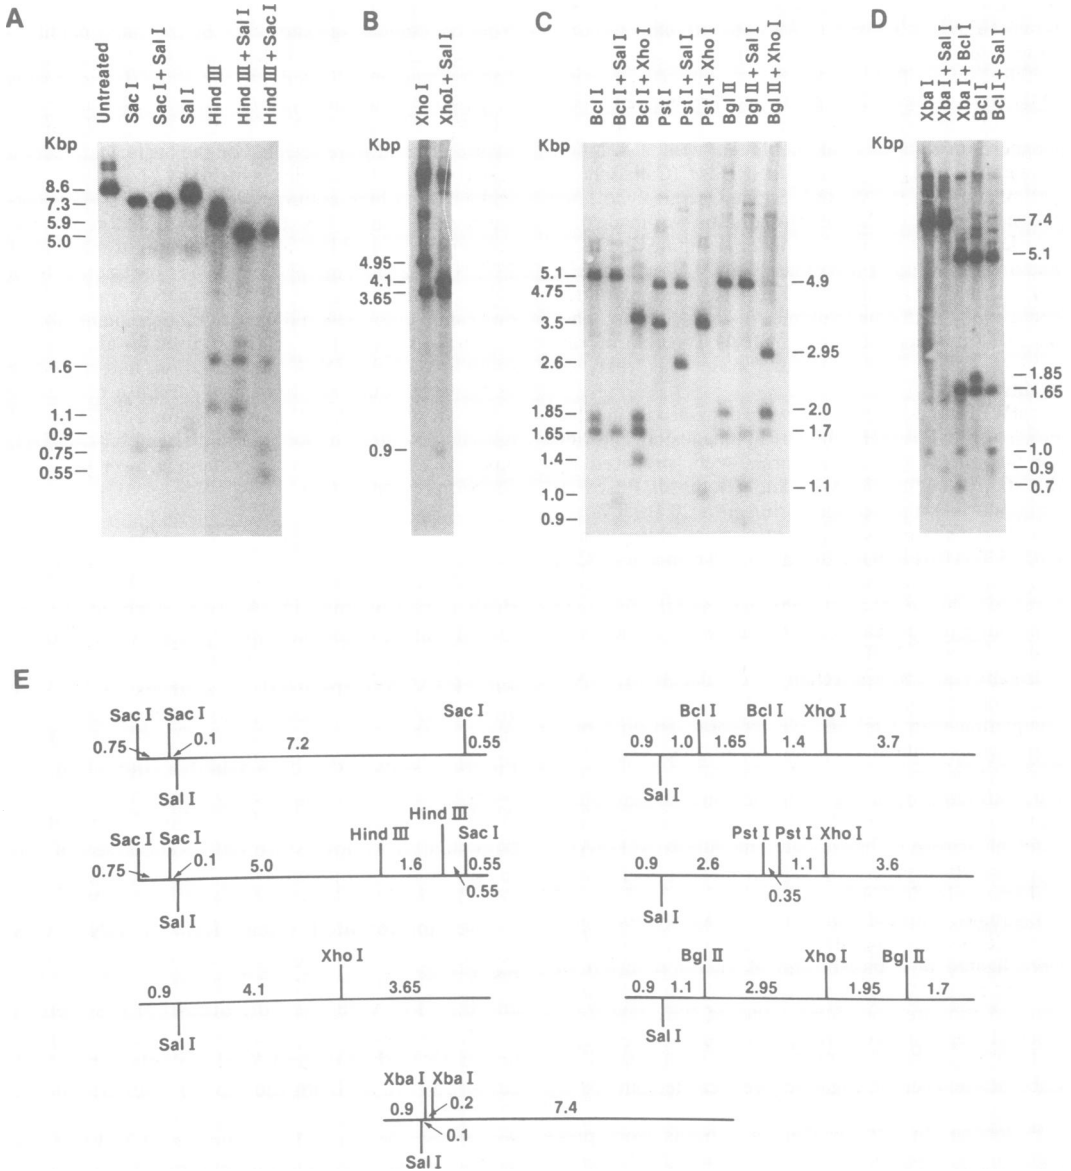 A
Untreated
Sac I
Sac I + Sal I
Sal I
Hind III
Hind III + Sal I
Hind III + Sac I
Kbp
8.6
7.3
5.9
5.0
1.6
1.1
0.9
0.75
0.55
B
Xho I
XhoI + Sal I
Kbp
4.95
4.1
3.65
0.9
C
Bcl I
Bcl I + Sal I
Bcl I + Xho I
Pst I
Pst I + Sal I
Pst I + Xho I
Bgl II
Bgl II + Sal I
Bgl II + Xho I
Kbp
5.1
4.75
3.5
2.6
1.85
1.65
1.4
1.0
0.9
4.9
2.95
2.0
1.7
1.1
D
Xba I
Xba I + Sal I
Xba I + Bcl I
Bcl I
Bcl I + Sal I
Kbp
7.4
5.1
1.85
1.65
1.0
0.9
0.7
E
Sac I Sac I Sac I
0.75 0.1 7.2 0.55
Sal I
Sac I Sac I Hind III Hind III Sac I
0.75 0.1 5.0 1.6 0.55
0.55
Sal I
Xho I
0.9 4.1 3.65
Sal I
Bcl I Bcl I Xho I
0.9 1.0 1.65 1.4 3.7
Sal I
Pst I Pst I Xho I
0.9 2.6 1.1 3.6
0.35
Sal I
Bgl II Xho I Bgl II
0.9 1.1 2.95 1.95 1.7
Sal I
Xba I Xba I
0.9 0.2 7.4
0.1
Sal I